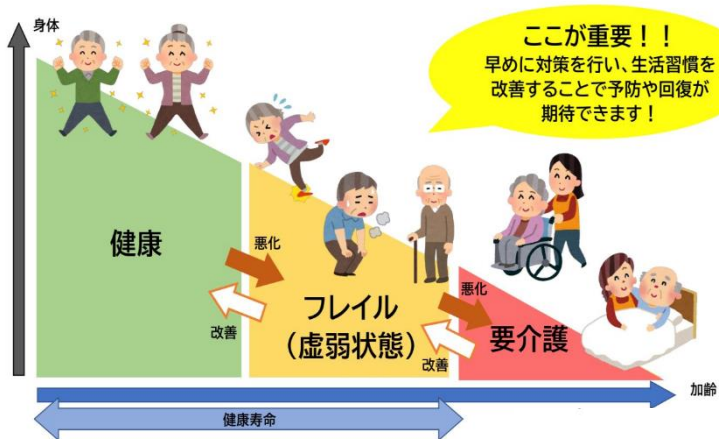 身体
ここが重要！！
早めに対策を行い、生活習慣を
改善することで予防や回復が
期待できます！
健康
悪化
改善
フレイル
（虚弱状態）
悪化
改善
要介護
加齢
健康寿命